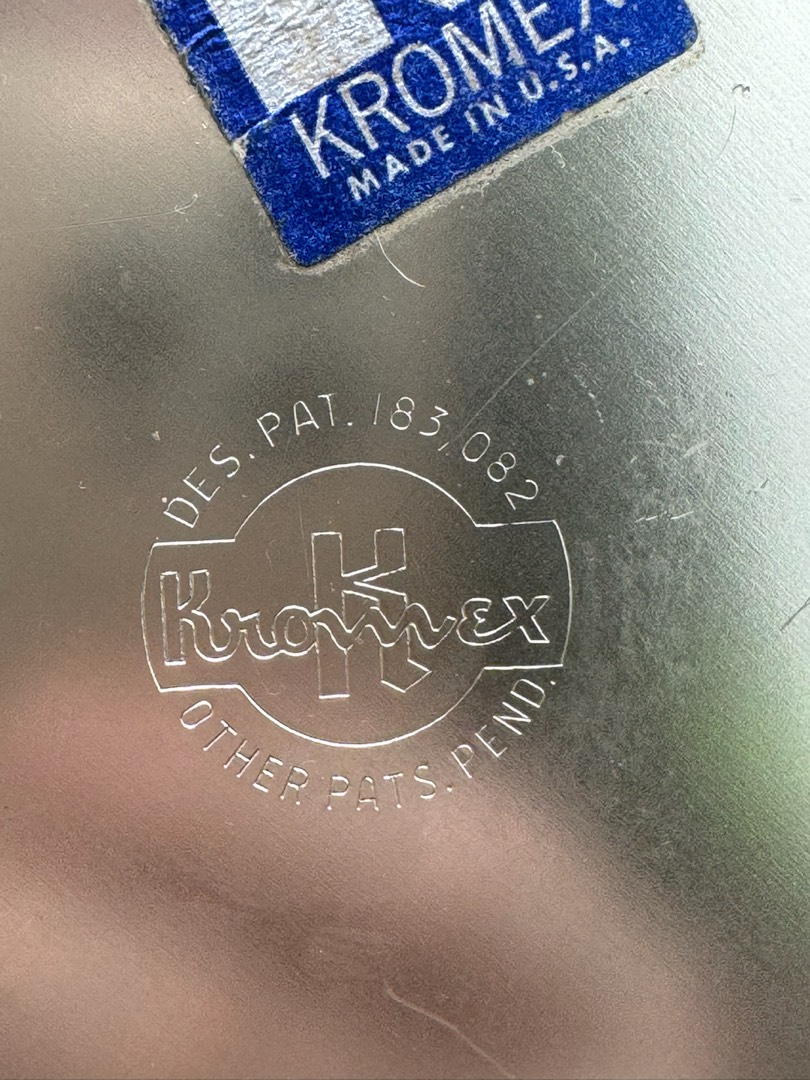 KROMEX
MADE IN U.S.A.
DES. PAT. 183,082
K
Kromex
OTHER PATS. PEND.